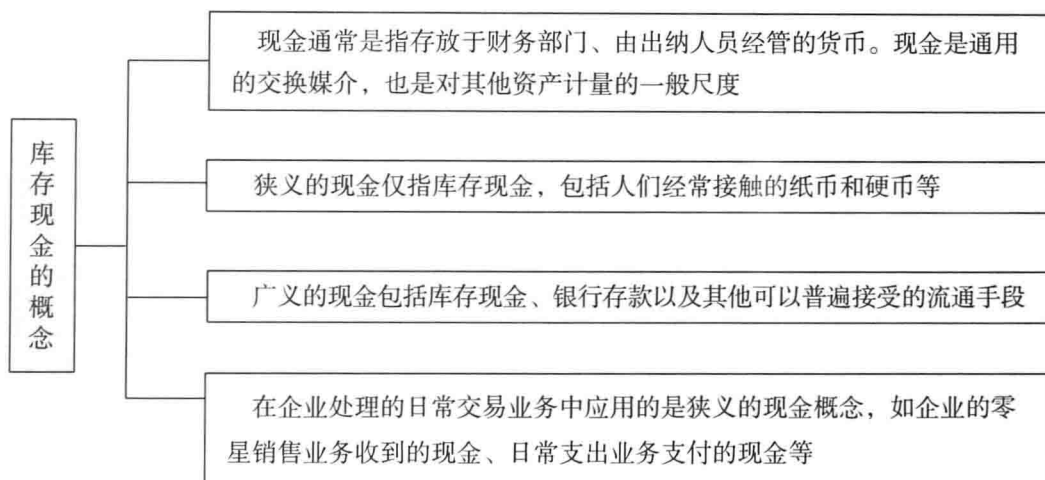 库存现金的概念
现金通常是指存放于财务部门、由出纳人员经管的货币。现金是通用
的交换媒介，也是对其他资产计量的一般尺度
狭义的现金仅指库存现金，包括人们经常接触的纸币和硬币等
广义的现金包括库存现金、银行存款以及其他可以普遍接受的流通手段
在企业处理的日常交易业务中应用的是狭义的现金概念，如企业的零
星销售业务收到的现金、日常支出业务支付的现金等